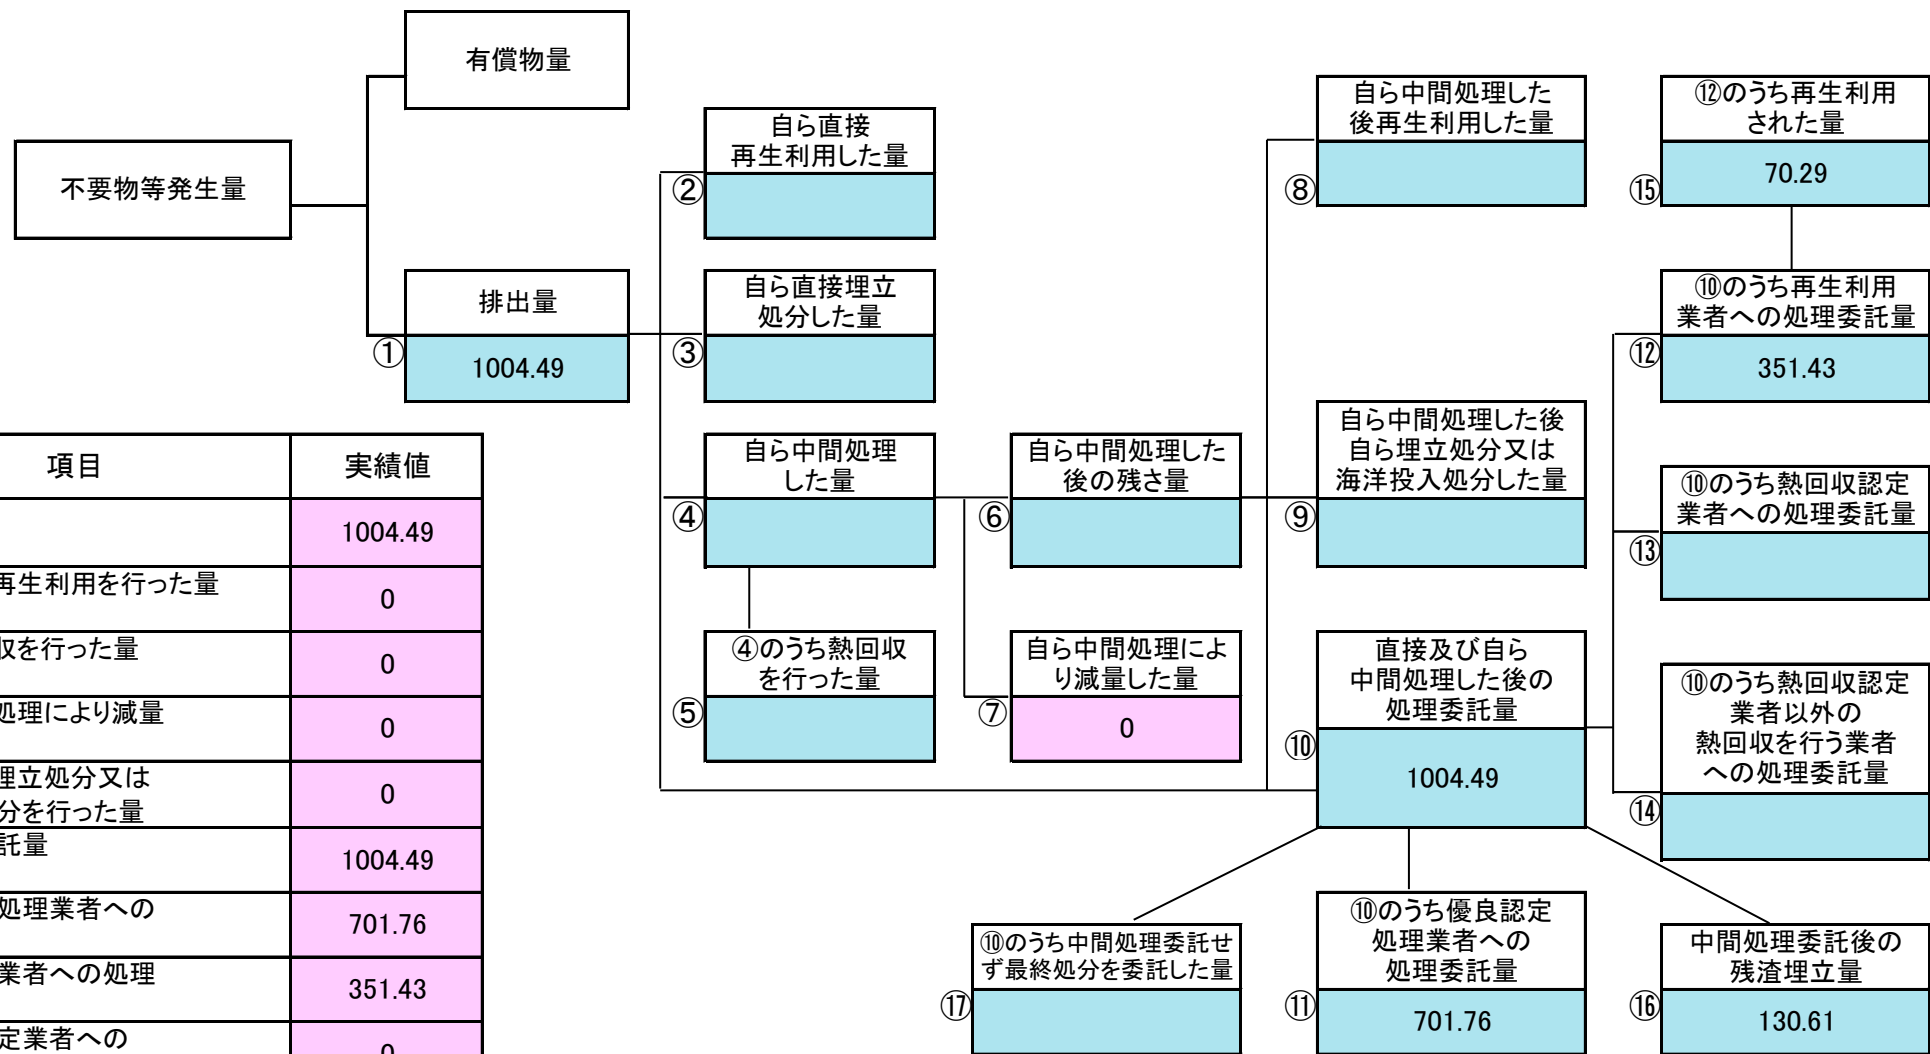 有償物量
不要物等発生量
排出量
①
1004.49
自ら直接
再生利用した量
②
自ら直接埋立
処分した量
③
自ら中間処理
した量
④
④のうち熱回収
を行った量
⑤
自ら中間処理した
後の残さ量
⑥
自ら中間処理によ
り減量した量
⑦
0
自ら中間処理した
後再生利用した量
⑧
自ら中間処理した後
自ら埋立処分又は
海洋投入処分した量
⑨
直接及び自ら
中間処理した後の
処理委託量
⑩
1004.49
⑫のうち再生利用
された量
⑮
70.29
⑩のうち再生利用
業者への処理委託量
⑫
351.43
⑩のうち熱回収認定
業者への処理委託量
⑬
⑩のうち熱回収認定
業者以外の
熱回収を行う業者
への処理委託量
⑭
⑩のうち中間処理委託せ
ず最終処分を委託した量
⑰
⑩のうち優良認定
処理業者への
処理委託量
⑪
701.76
中間処理委託後の
残渣埋立量
⑯
130.61
項目 実績値
1004.49
再生利用を行った量
0
収を行った量
0
処理により減量
0
埋立処分又は
分を行った量
0
託量
1004.49
処理業者への
701.76
業者への処理
351.43
定業者への
0